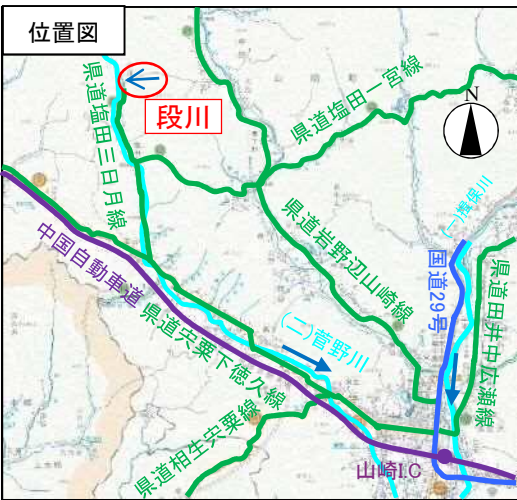 位置図
県道塩田三日月線
段川
県道塩田一宮線
N
(一)揖保川
県道岩野辺山崎線
国道29号
県道田井中広瀬線
中国自動車道
県道宍粟下徳久線
(二)菅野川
県道相生宍粟線
山崎I.C